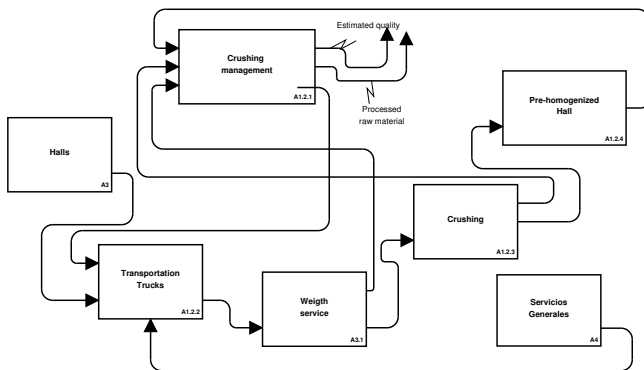 Estimated quality
Crushing
management
A1.2.1
Processed
raw material
Pre-homogenized
Hall
A1.2.4
Halls
A3
Crushing
A1.2.3
Transportation
Trucks
A1.2.2
Weigth
service
A3.1
Servicios
Generales
A4